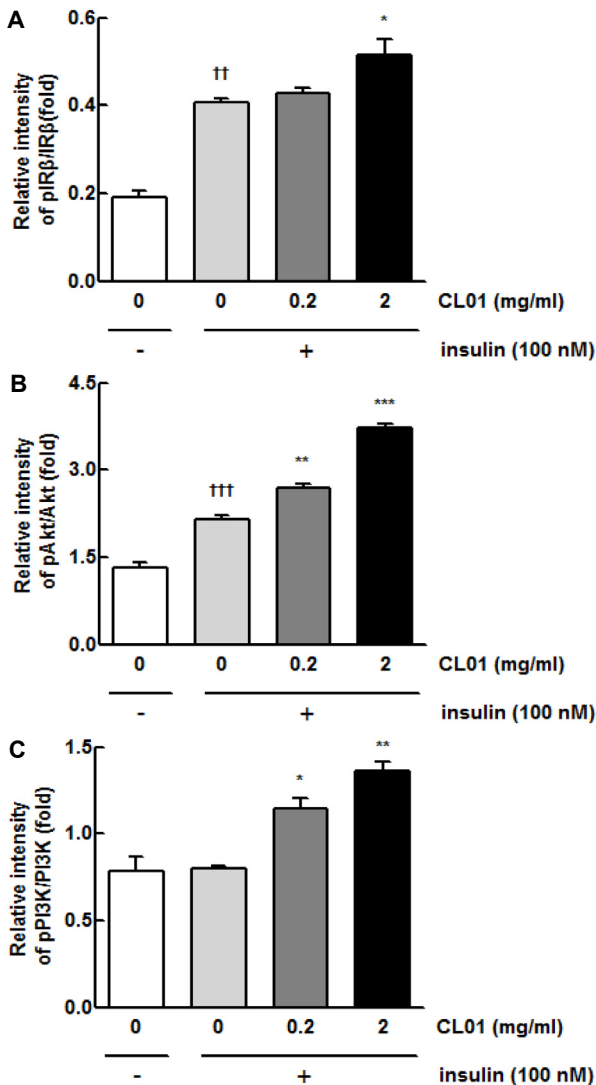 A
Relative intensity
of pIRβ/IRβ(fold)
0.6
0.4
0.2
0.0
††
*
0 0 0.2 2 CL01 (mg/ml)
- + insulin (100 nM)
B
Relative intensity
of pAkt/Akt (fold)
4.5
3.0
1.5
0.0
†††
**
***
0 0 0.2 2 CL01 (mg/ml)
- + insulin (100 nM)
C
Relative intensity
of pPI3K/PI3K (fold)
1.5
1.0
0.5
0.0
*
**
0 0 0.2 2 CL01 (mg/ml)
- + insulin (100 nM)